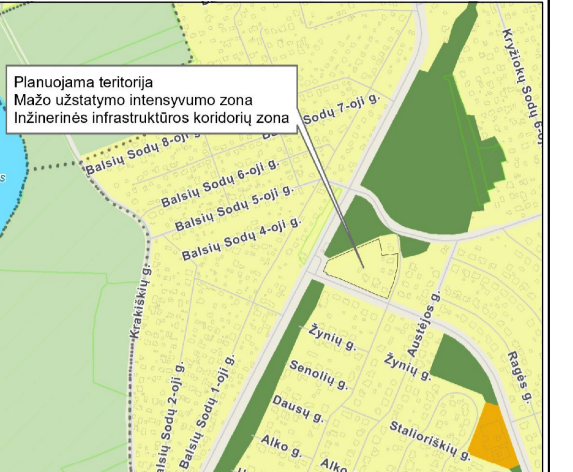 Planuojama teritorija
Mažo užstatymo intensyvumo zona
Inžinerinės infrastruktūros koridorių zona
Kryžiokų Sodų 6-oji
Sodų 7-oji g.
Balsių Sodų 8-oji g.
Balsių Sodų 6-oji g.
Balsių Sodų 5-oji g.
Balsių Sodų 4-oji g.
Krakiškių g.
Balsių Sodų 1-oji g.
Sodų 2-oji g.
Žynių g.
Austėjos g.
Žynių g.
Ragės g.
Senolių g.
Dausų g.
Stalioriškių g.
Alko g.
Alko